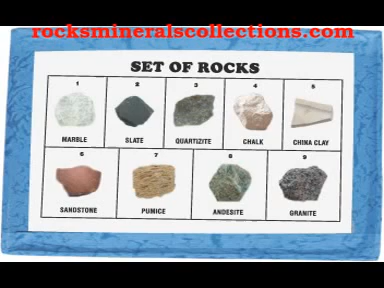 rocksmineralscollections.com
SET OF ROCKS
1 2 3 4 5
MARBLE SLATE QUARTIZITE CHALK CHINA CLAY
6 7 8 9
SANDSTONE PUMICE ANDESITE GRANITE